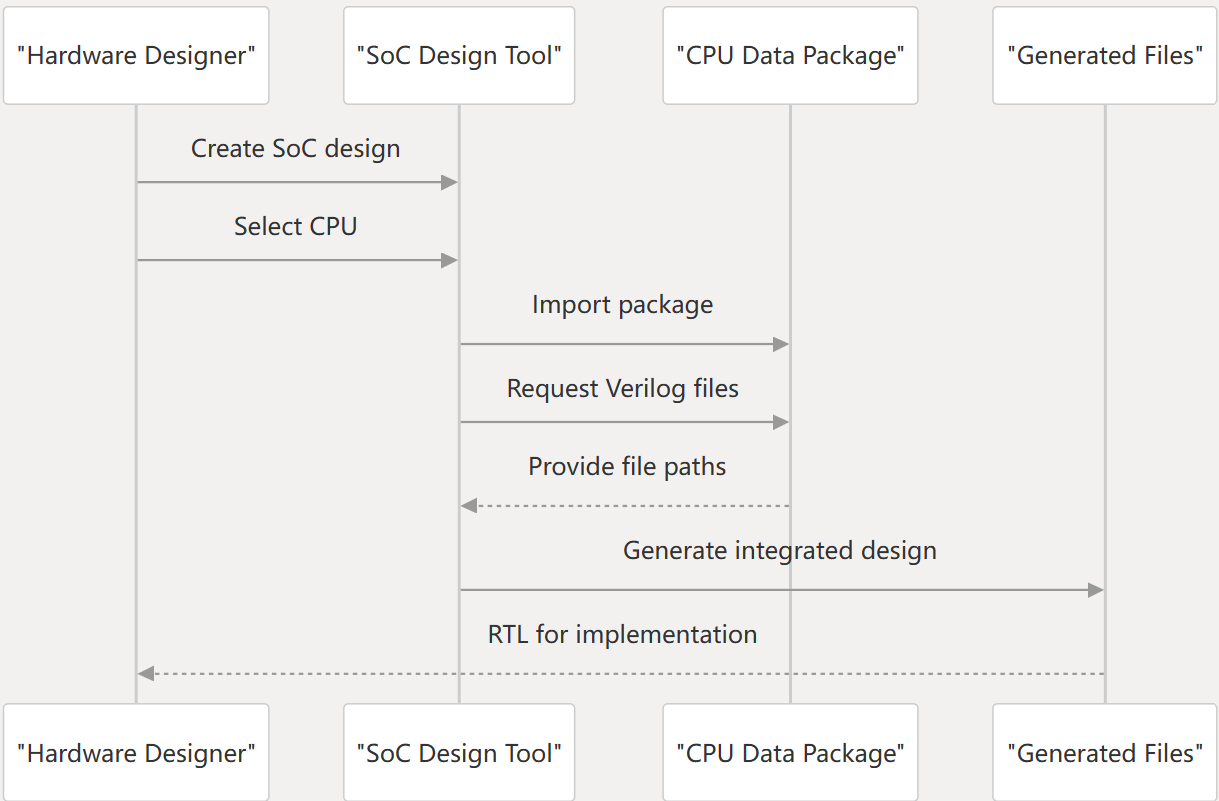 "Hardware Designer" "SoC Design Tool" "CPU Data Package" "Generated Files"
Create SoC design
Select CPU
Import package
Request Verilog files
Provide file paths
Generate integrated design
RTL for implementation
"Hardware Designer" "SoC Design Tool" "CPU Data Package" "Generated Files"